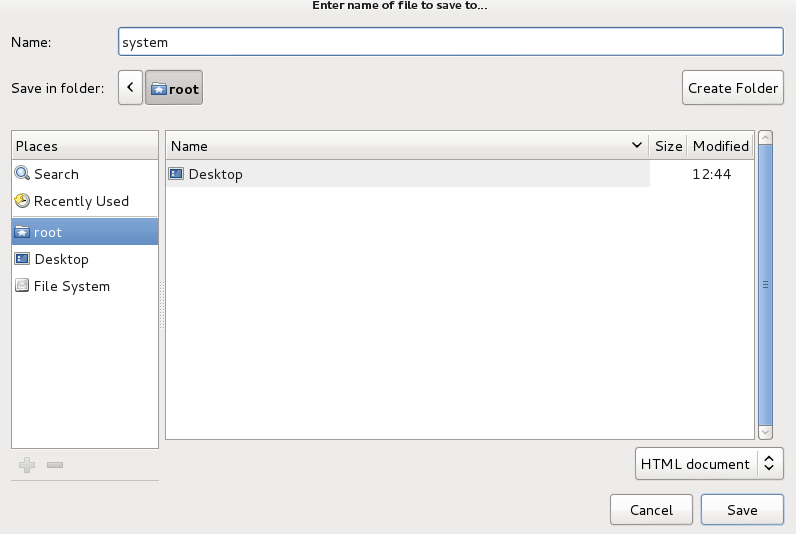 Enter name of file to save to...
Name: system
Save in folder: root Create Folder
Places
Search
Recently Used
root
Desktop
File System
Name Size Modified
Desktop 12:44
HTML document
Cancel Save